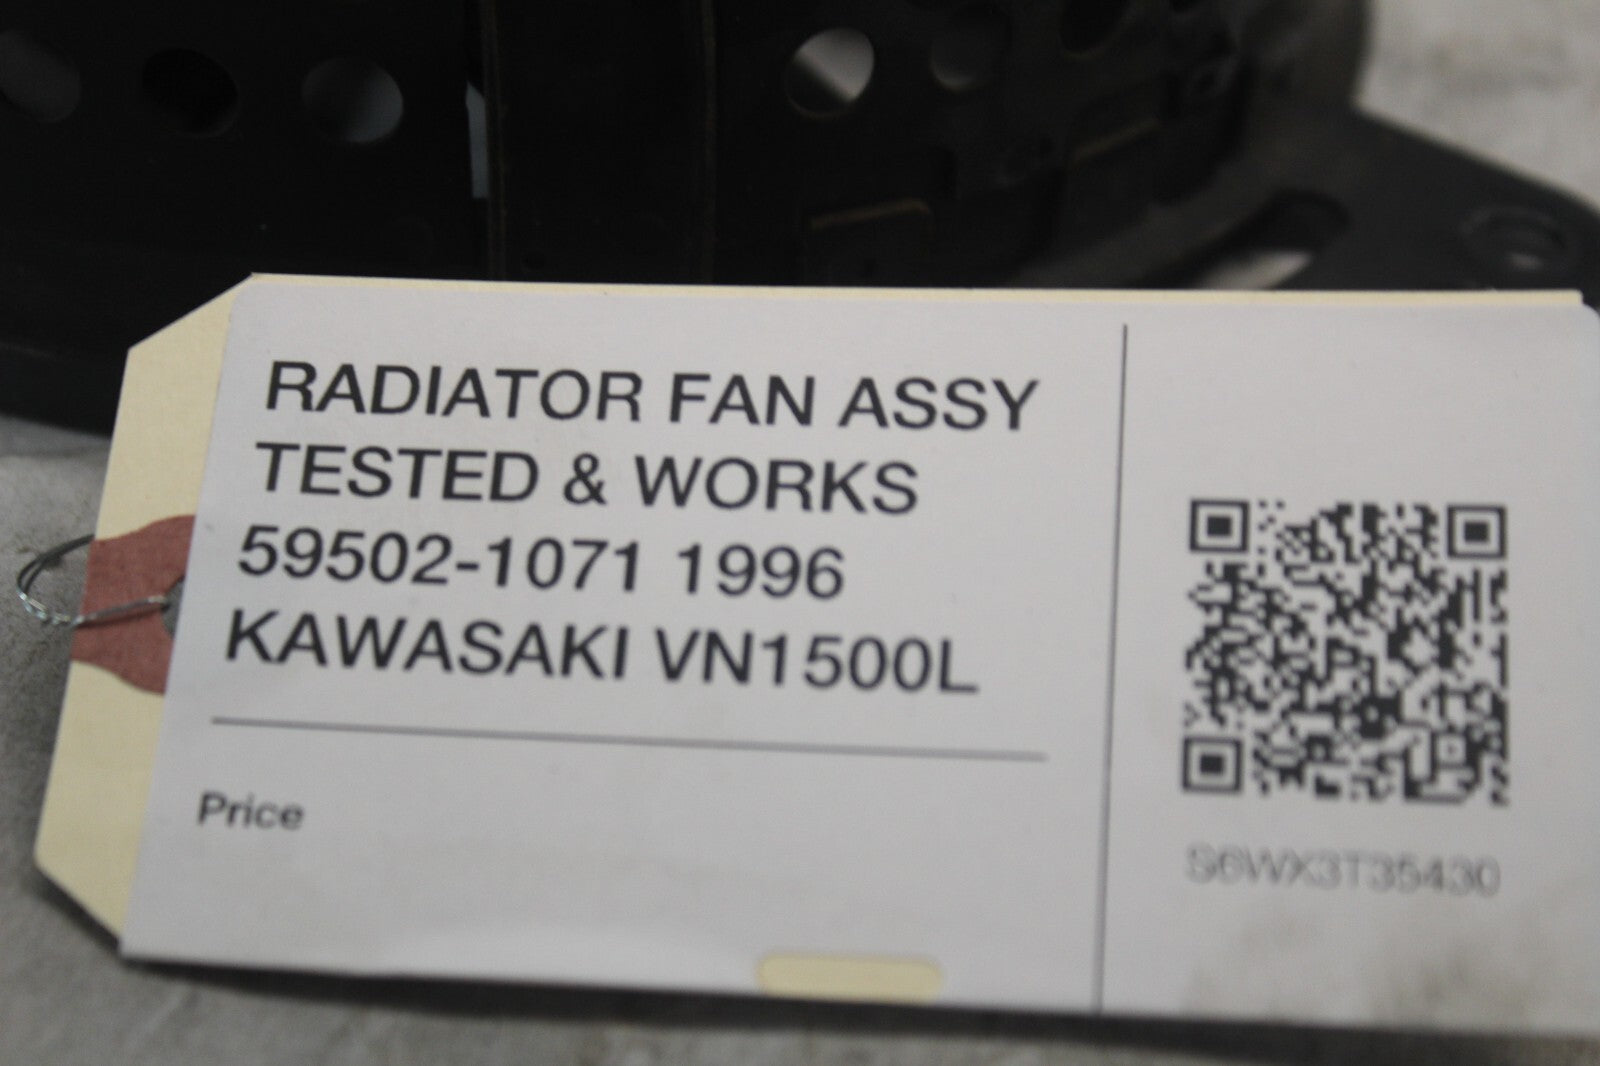 RADIATOR FAN ASSY
TESTED & WORKS
59502-1071 1996
KAWASAKI VN1500L
Price
S6WX3T35430